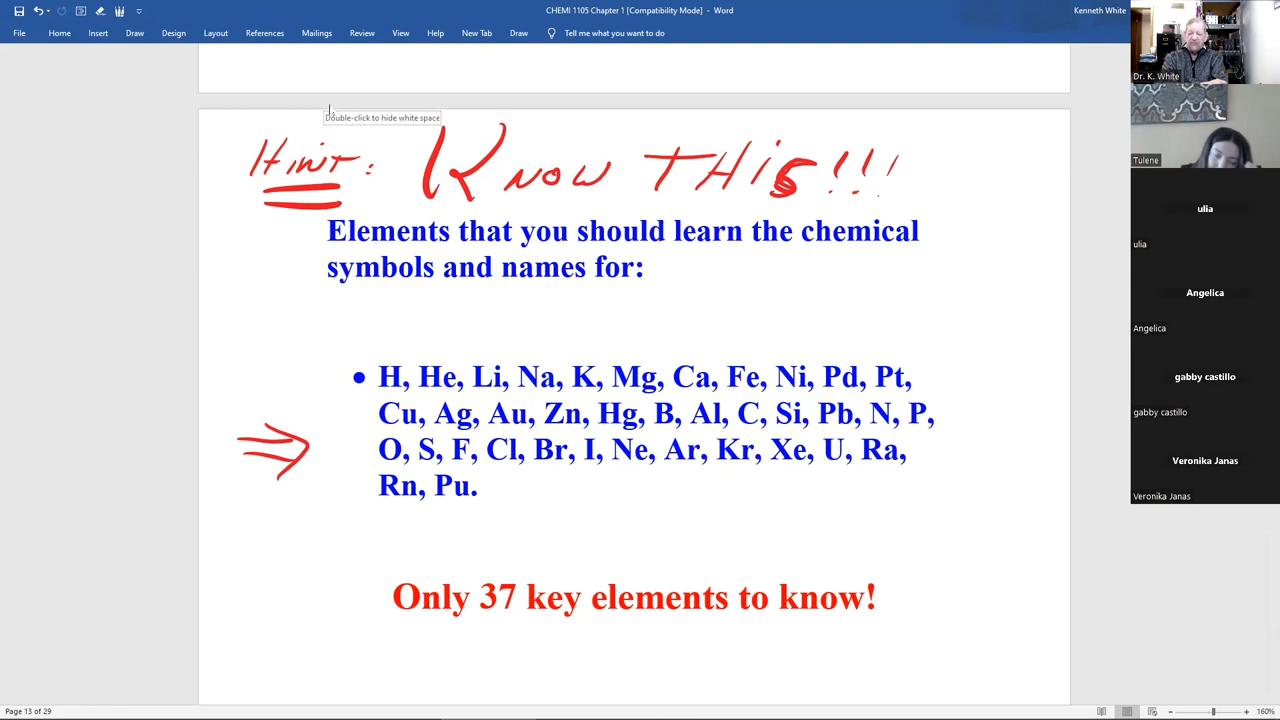 CHEMI 1105 Chapter 1 [Compatibility Mode] - Word
Kenneth White
File Home Insert Draw Design Layout References Mailings Review View Help New Tab Draw Tell me what you want to do
Dr. K. White
Double-click to hide white space
HINT: KNOW THIS!!!
Tulene
Elements that you should learn the chemical
symbols and names for:
ulia
ulia
Angelica
Angelica
• H, He, Li, Na, K, Mg, Ca, Fe, Ni, Pd, Pt,
Cu, Ag, Au, Zn, Hg, B, Al, C, Si, Pb, N, P,
O, S, F, Cl, Br, I, Ne, Ar, Kr, Xe, U, Ra,
Rn, Pu.
gabby castillo
gabby castillo
Veronika Janas
Veronika Janas
Only 37 key elements to know!
Page 13 of 29
160%